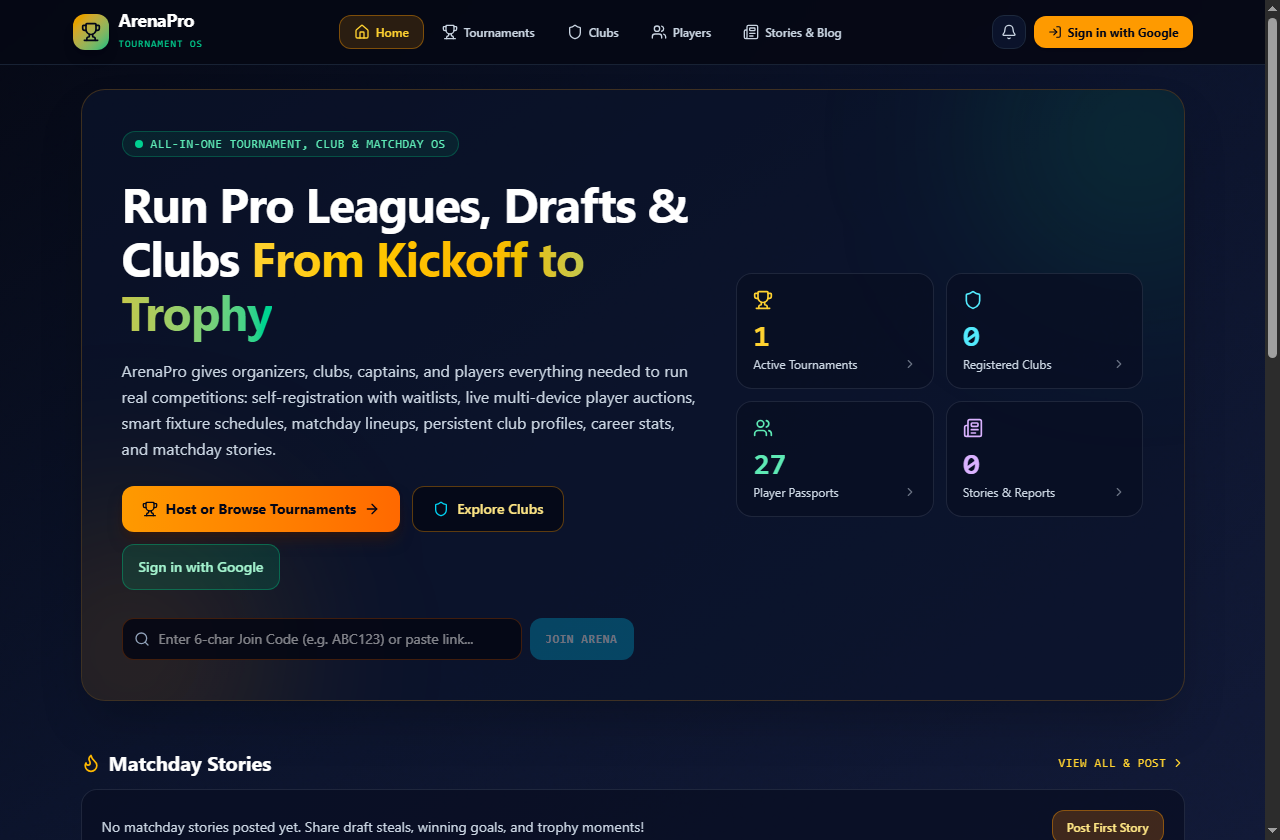 ArenaPro
TOURNAMENT OS
Home
Tournaments
Clubs
Players
Stories & Blog
Sign in with Google
ALL-IN-ONE TOURNAMENT, CLUB & MATCHDAY OS
Run Pro Leagues, Drafts &
Clubs From Kickoff to
Trophy
ArenaPro gives organizers, clubs, captains, and players everything needed to run
real competitions: self-registration with waitlists, live multi-device player auctions,
smart fixture schedules, matchday lineups, persistent club profiles, career stats,
and matchday stories.
Host or Browse Tournaments
Explore Clubs
Sign in with Google
Enter 6-char Join Code (e.g. ABC123) or paste link...
JOIN ARENA
1
Active Tournaments
0
Registered Clubs
27
Player Passports
0
Stories & Reports
Matchday Stories
VIEW ALL & POST
No matchday stories posted yet. Share draft steals, winning goals, and trophy moments!
Post First Story